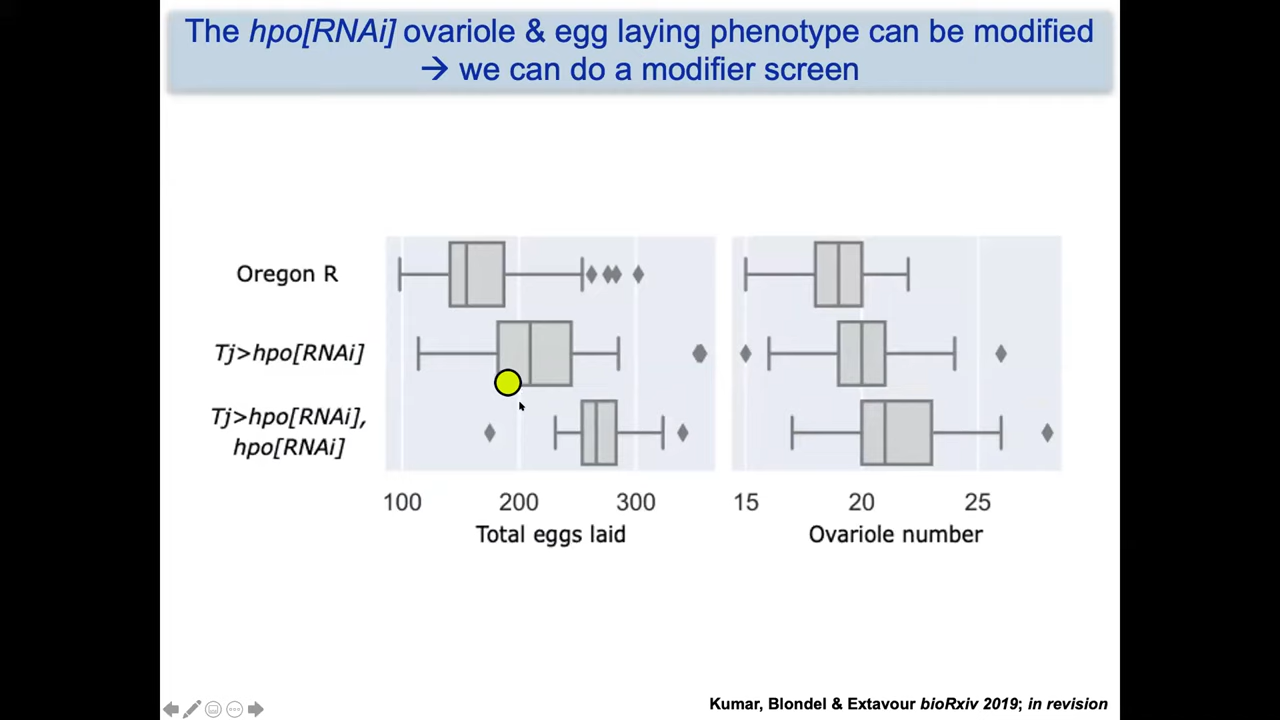 The hpo[RNAi] ovariole & egg laying phenotype can be modified
→ we can do a modifier screen
Oregon R
Tj>hpo[RNAi]
Tj>hpo[RNAi],
hpo[RNAi]
100 200 300
Total eggs laid
15 20 25
Ovariole number
Kumar, Blondel & Extavour bioRxiv 2019; in revision